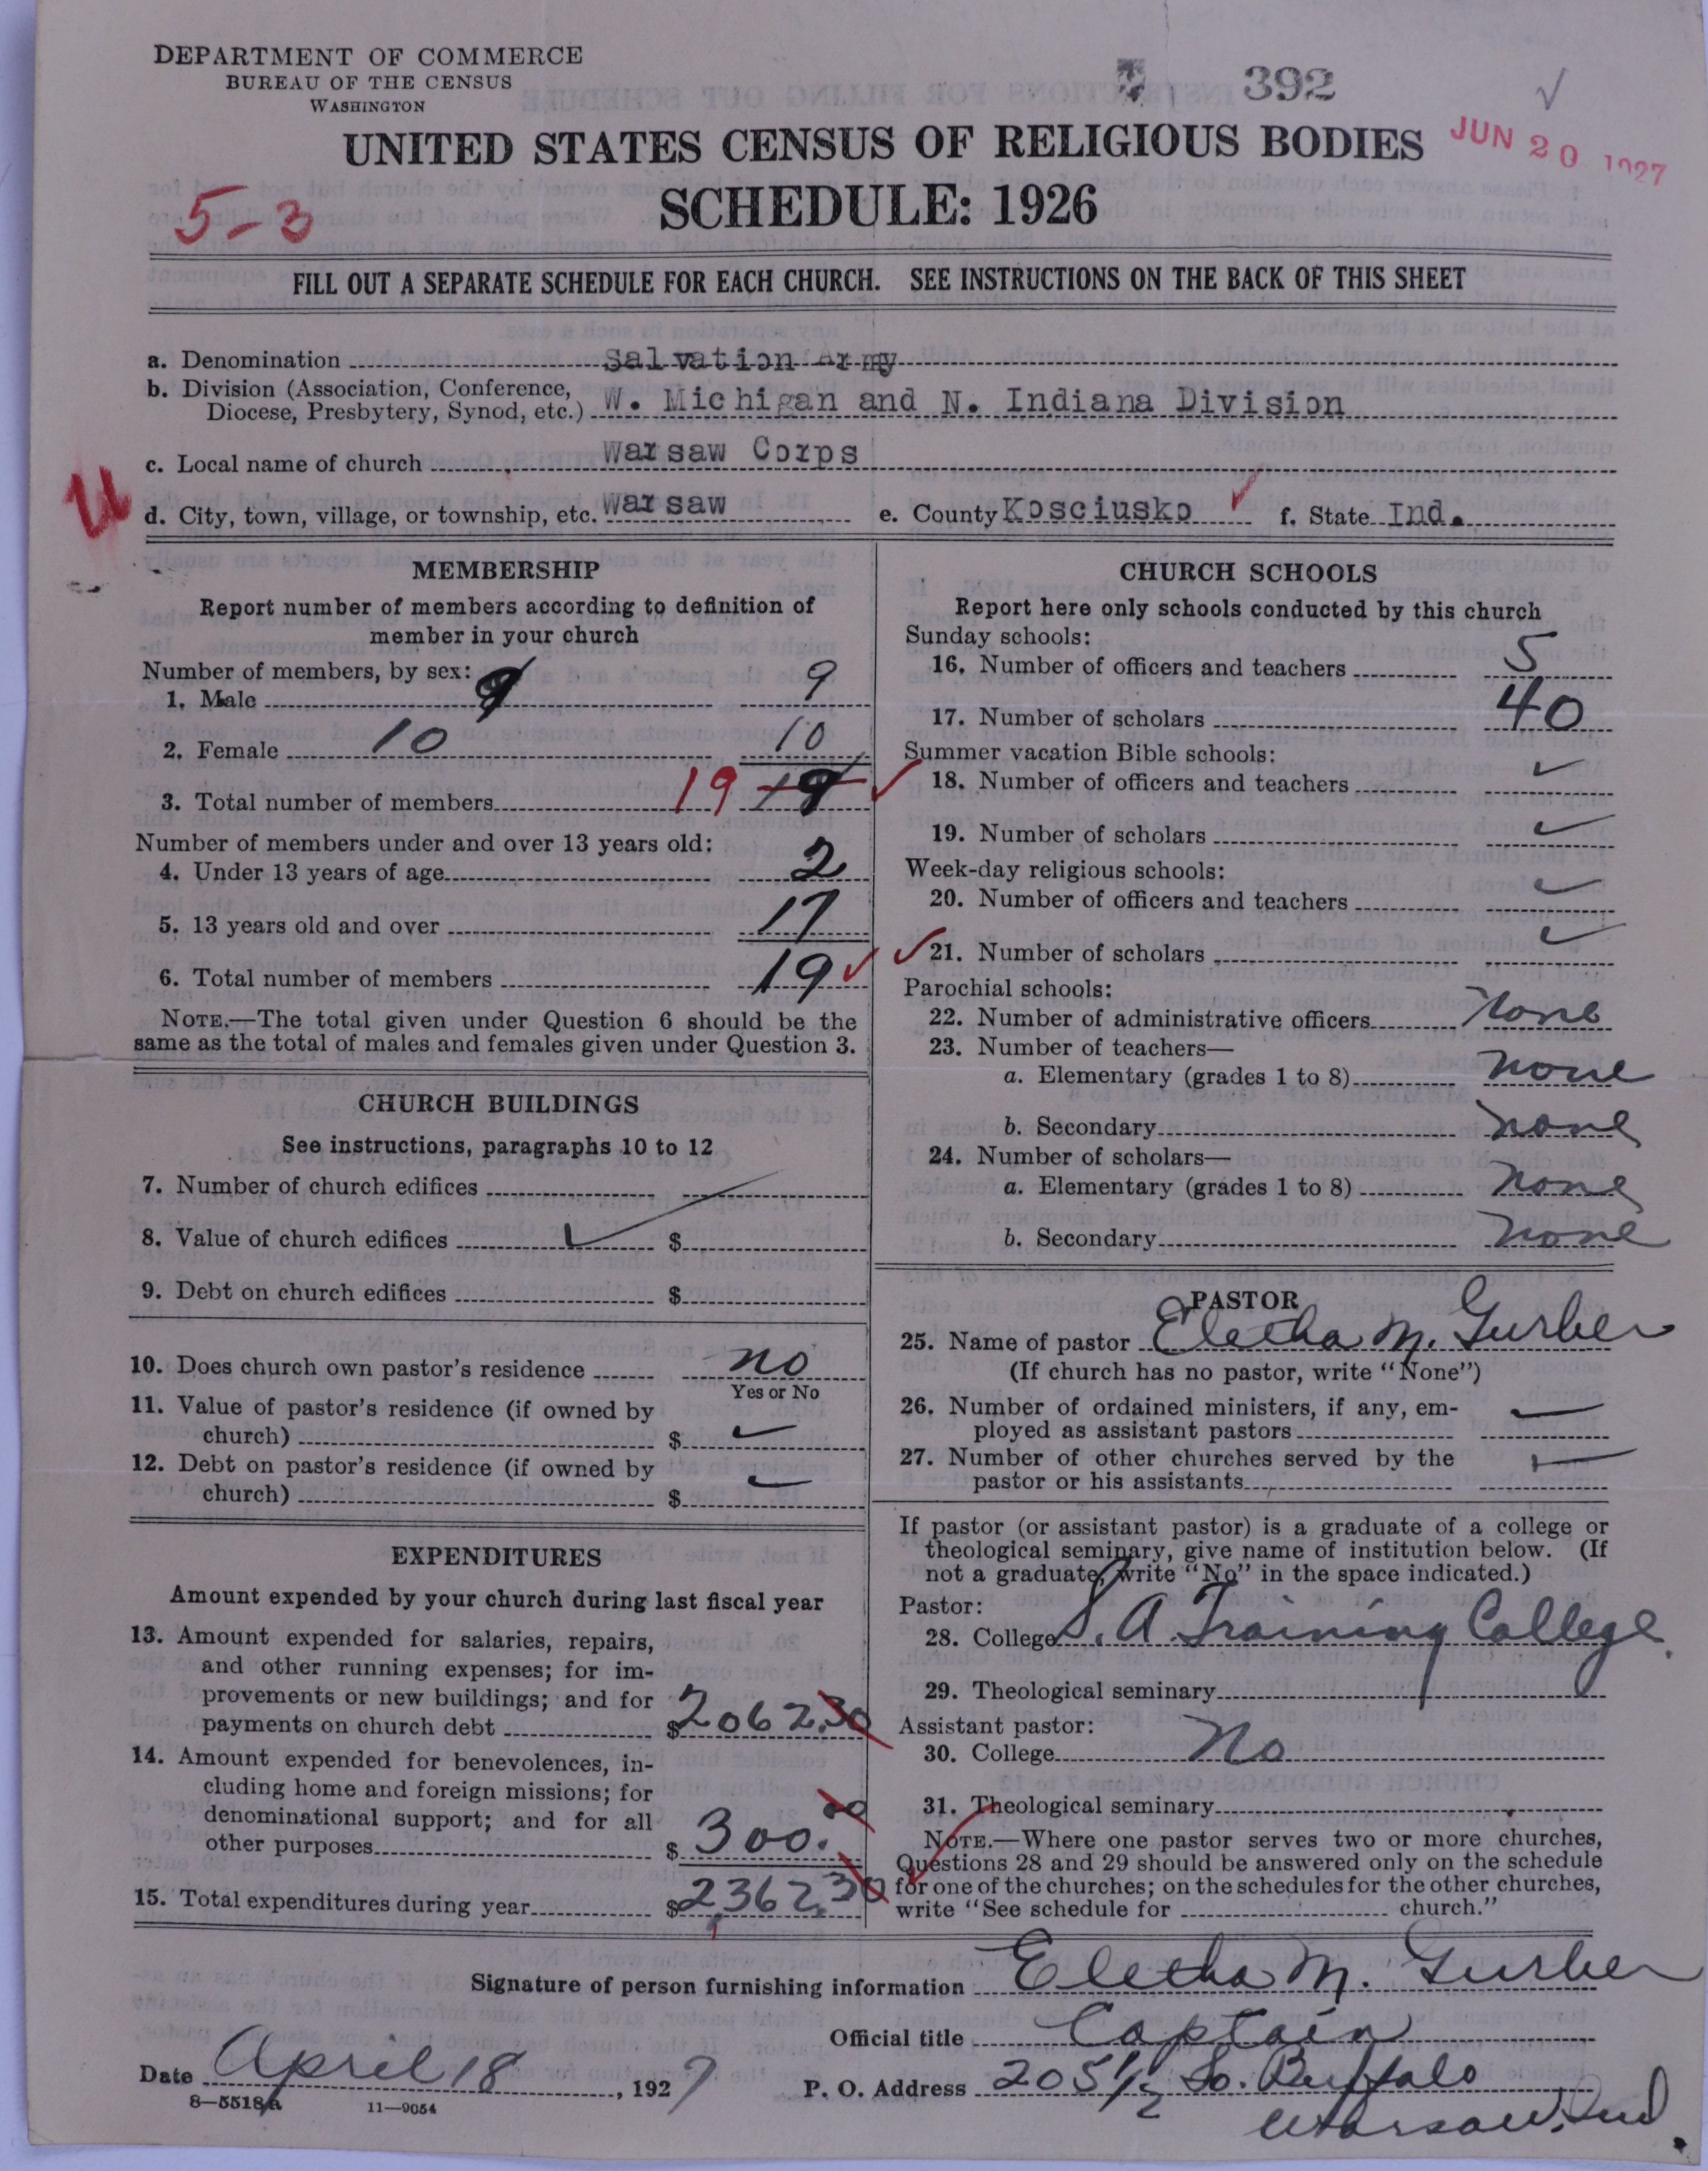 DEPARTMENT OF COMMERCE
BUREAU OF THE CENSUS
WASHINGTON
392
UNITED STATES CENSUS OF RELIGIOUS BODIES
JUN 20 1927
SCHEDULE: 1926
5-3
FILL OUT A SEPARATE SCHEDULE FOR EACH CHURCH. SEE INSTRUCTIONS ON THE BACK OF THIS SHEET
a. Denomination Salvation Army
b. Division (Association, Conference,
Diocese, Presbytery, Synod, etc.) W. Michigan and N. Indiana Division
c. Local name of church Warsaw Corps
d. City, town, village, or township, etc. Warsaw e. County Kosciusko f. State Ind.
MEMBERSHIP
Report number of members according to definition of
member in your church
Number of members, by sex:
1. Male 9 9
2. Female 10 10
3. Total number of members 19 19
Number of members under and over 13 years old:
4. Under 13 years of age 2
5. 13 years old and over 17
6. Total number of members 19
NOTE.—The total given under Question 6 should be the
same as the total of males and females given under Question 3.
CHURCH BUILDINGS
See instructions, paragraphs 10 to 12
7. Number of church edifices
8. Value of church edifices $
9. Debt on church edifices $
10. Does church own pastor's residence no
Yes or No
11. Value of pastor's residence (if owned by
church) $
12. Debt on pastor's residence (if owned by
church) $
EXPENDITURES
Amount expended by your church during last fiscal year
13. Amount expended for salaries, repairs,
and other running expenses; for im-
provements or new buildings; and for
payments on church debt $2062.30
14. Amount expended for benevolences, in-
cluding home and foreign missions; for
denominational support; and for all
other purposes $ 300.00
15. Total expenditures during year $2362.30
CHURCH SCHOOLS
Report here only schools conducted by this church
Sunday schools:
16. Number of officers and teachers 5
17. Number of scholars 40
Summer vacation Bible schools:
18. Number of officers and teachers
19. Number of scholars
Week-day religious schools:
20. Number of officers and teachers
21. Number of scholars
Parochial schools:
22. Number of administrative officers none
23. Number of teachers—
a. Elementary (grades 1 to 8) none
b. Secondary none
24. Number of scholars—
a. Elementary (grades 1 to 8) none
b. Secondary none
PASTOR
25. Name of pastor Eletha M. Gurber
(If church has no pastor, write "None")
26. Number of ordained ministers, if any, em-
ployed as assistant pastors
27. Number of other churches served by the
pastor or his assistants
If pastor (or assistant pastor) is a graduate of a college or
theological seminary, give name of institution below. (If
not a graduate, write "No" in the space indicated.)
Pastor:
28. College S. A. Training College.
29. Theological seminary
Assistant pastor:
30. College No
31. Theological seminary
NOTE.—Where one pastor serves two or more churches,
Questions 28 and 29 should be answered only on the schedule
for one of the churches; on the schedules for the other churches,
write "See schedule for church."
Signature of person furnishing information Eletha M. Gurber
Official title Captain
Date April 18, 1927 P. O. Address 205 1/2 So. Buffalo
8—5518a 11—9054
Warsaw, Ind.